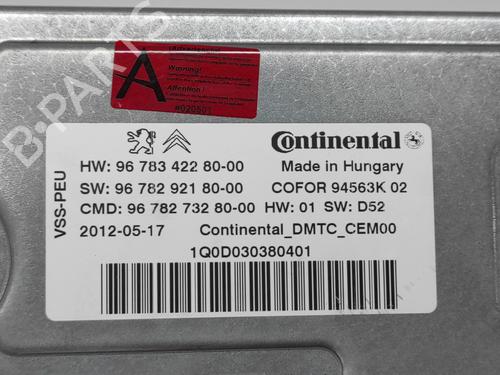 ¡Advertencia!
A
Warning!
Attention !
#020501
B-PARTS
Continental
HW: 96 783 422 80-00
Made in Hungary
SW: 96 782 921 80-00
COFOR 94563K 02
CMD: 96 782 732 80-00
HW: 01 SW: D52
2012-05-17
Continental_DMTC_CEM00
VSS-PEU
1Q0D030380401